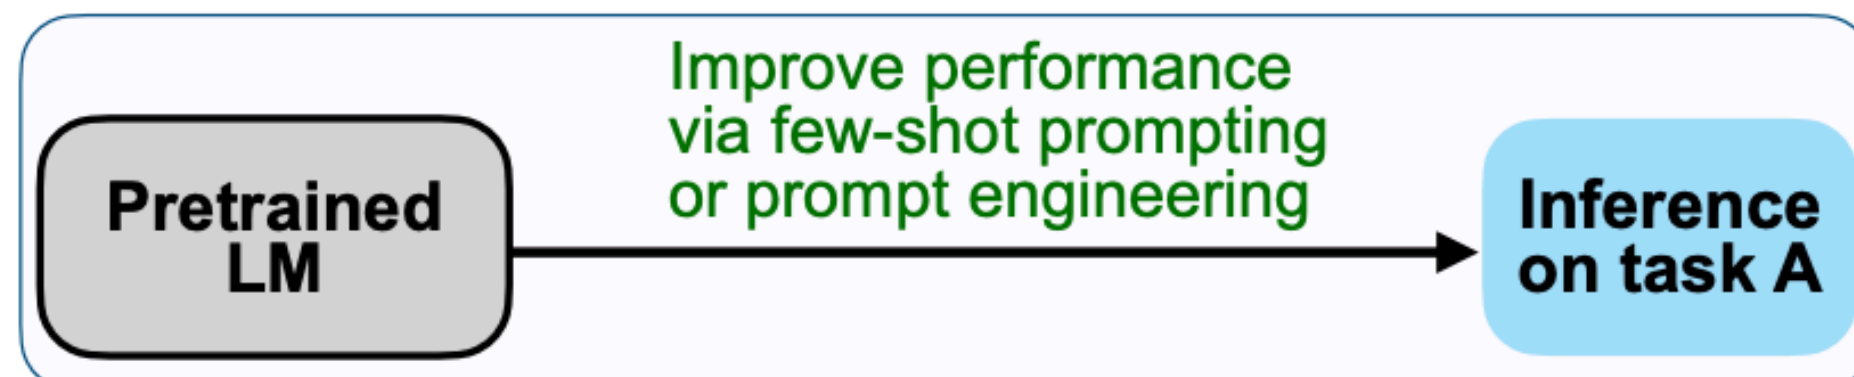 Improve performance
via few-shot prompting
or prompt engineering
Pretrained
LM
Inference
on task A